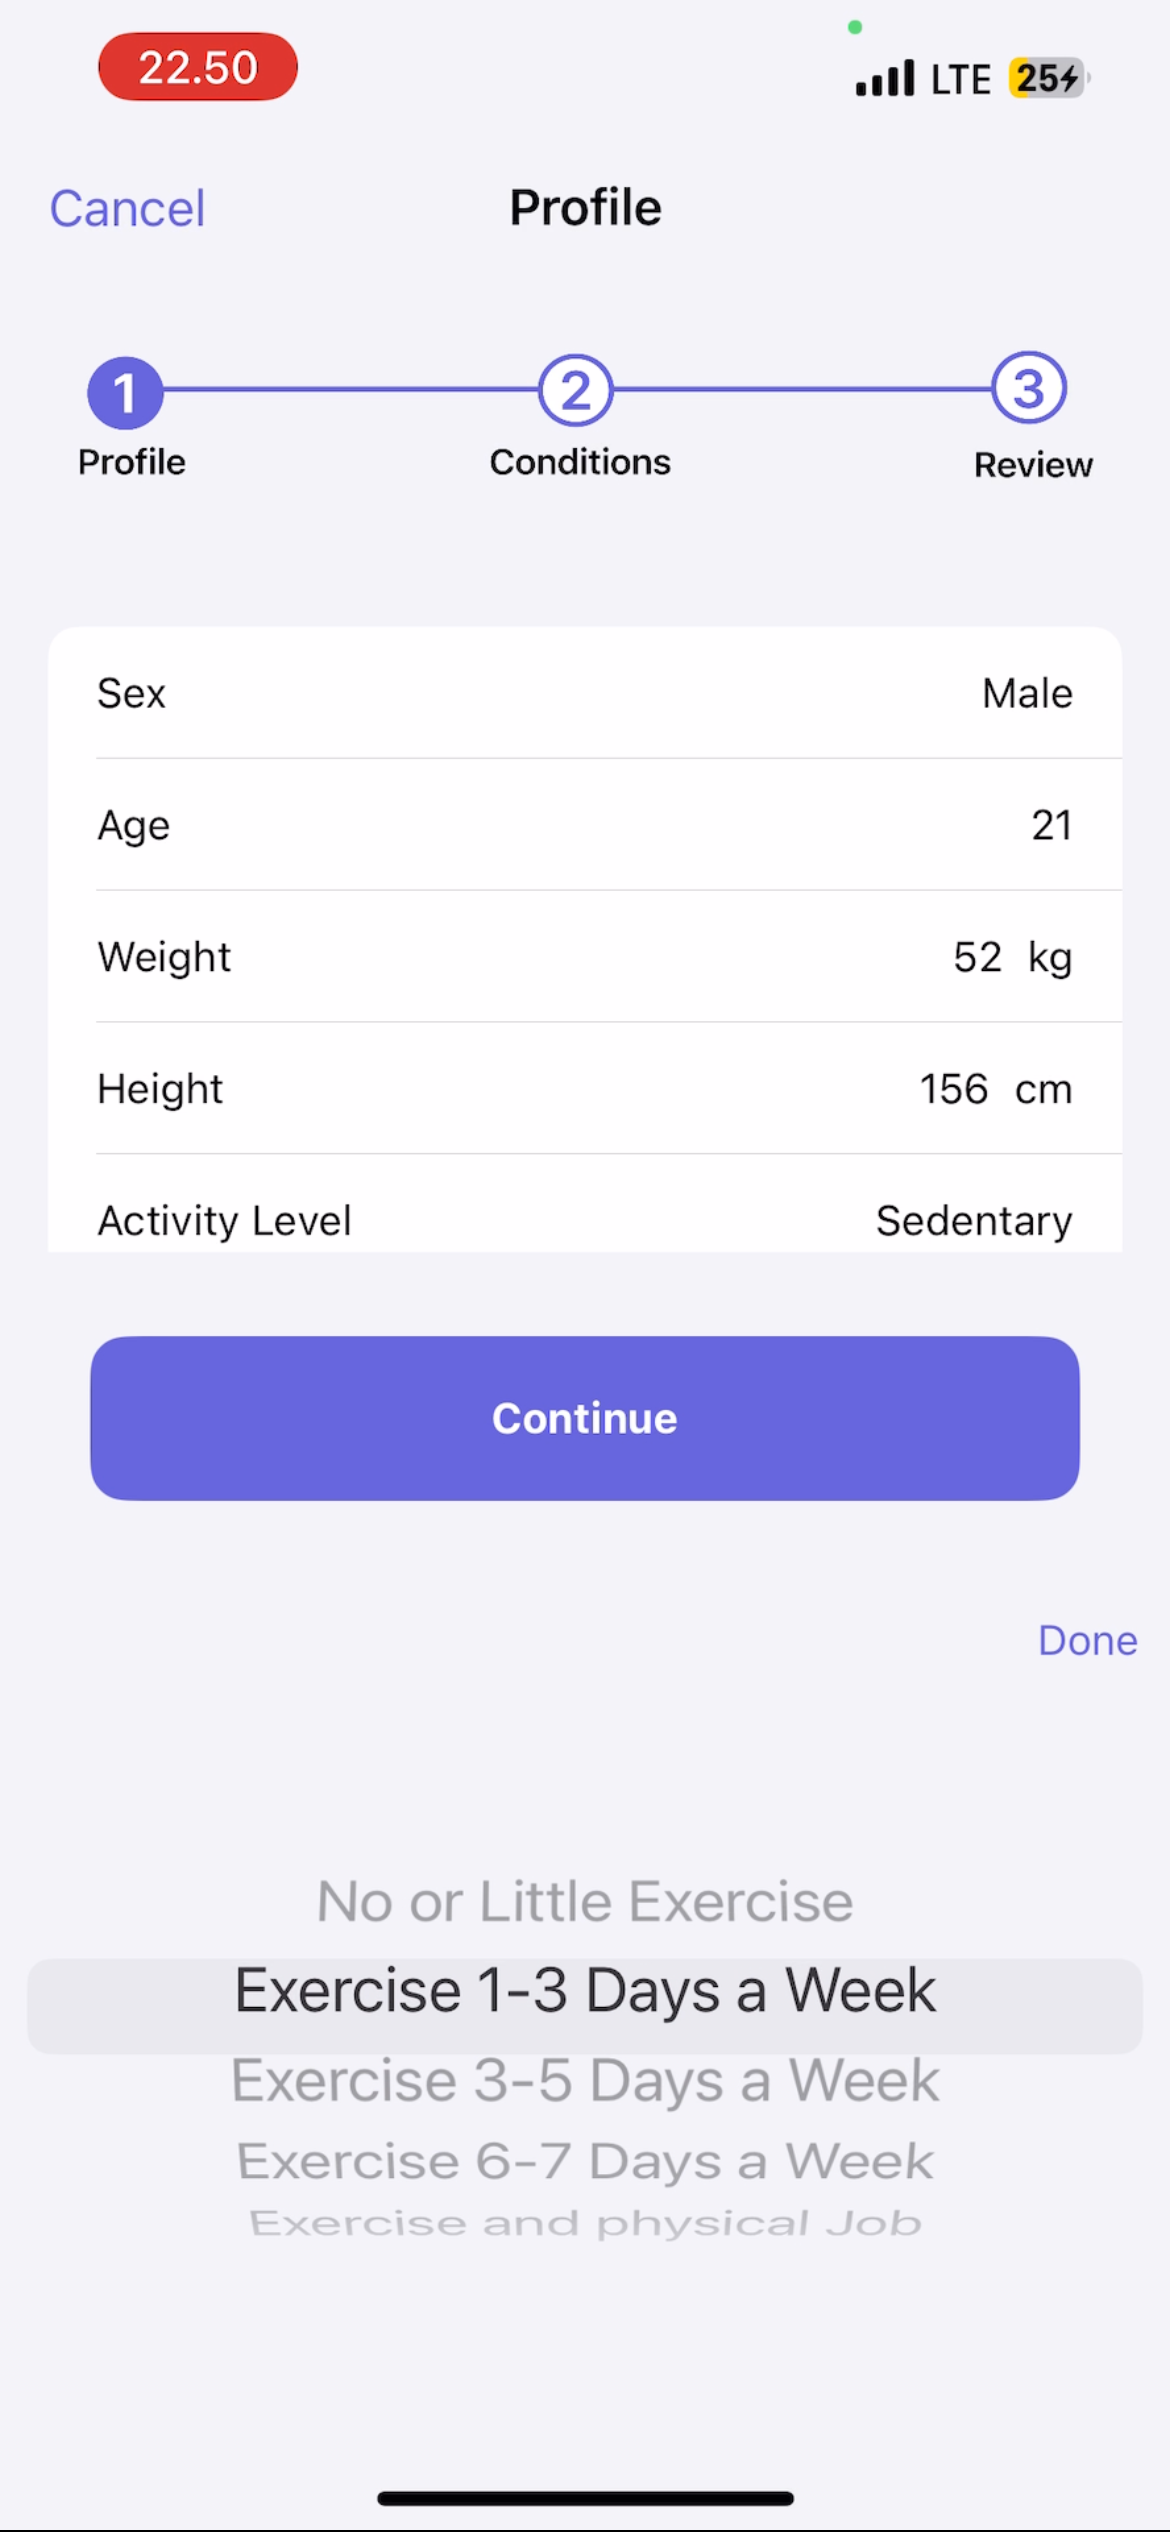 22.50
LTE 25
Cancel
Profile
1
2
3
Profile
Conditions
Review
Sex Male
Age 21
Weight 52 kg
Height 156 cm
Activity Level Sedentary
Continue
Done
No or Little Exercise
Exercise 1-3 Days a Week
Exercise 3-5 Days a Week
Exercise 6-7 Days a Week
Exercise and physical Job